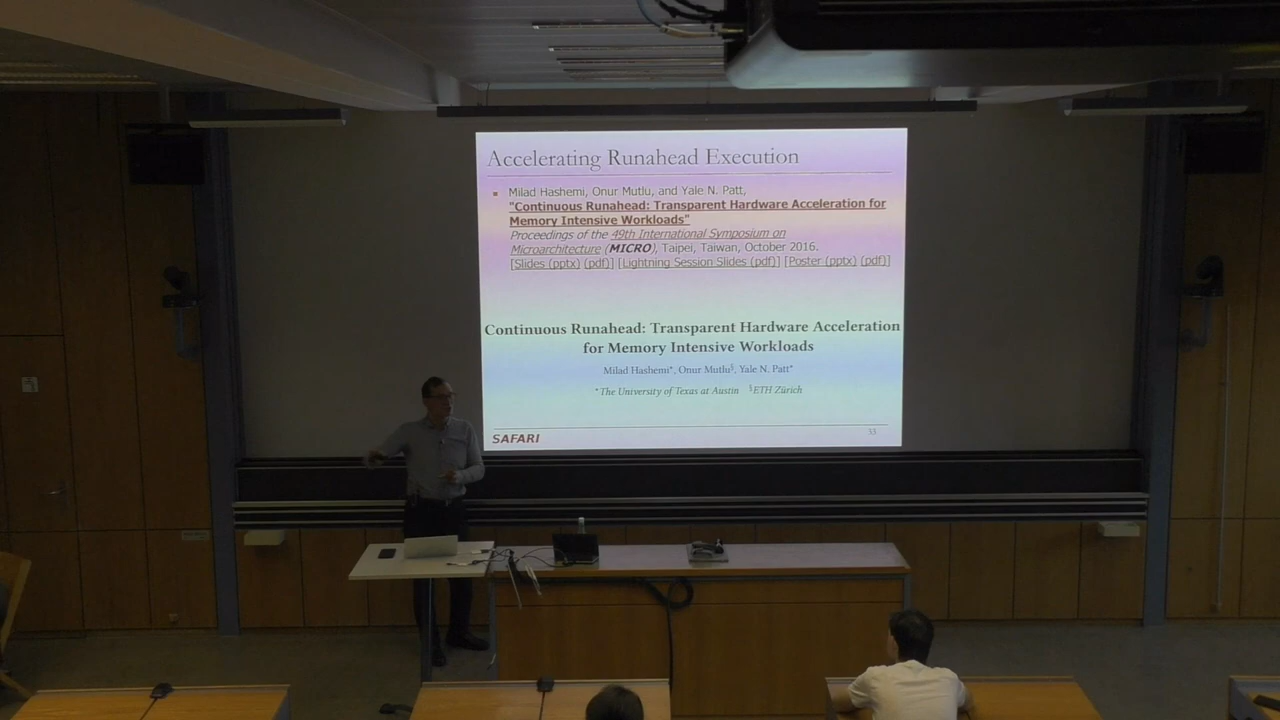 Accelerating Runahead Execution
Milad Hashemi, Onur Mutlu, and Yale N. Patt,
"Continuous Runahead: Transparent Hardware Acceleration for
Memory Intensive Workloads"
Proceedings of the 49th International Symposium on
Microarchitecture (MICRO), Taipei, Taiwan, October 2016.
[Slides (pptx) (pdf)] [Lightning Session Slides (pdf)] [Poster (pptx) (pdf)]
Continuous Runahead: Transparent Hardware Acceleration
for Memory Intensive Workloads
Milad Hashemi*, Onur Mutlu§, Yale N. Patt*
*The University of Texas at Austin §ETH Zürich
SAFARI